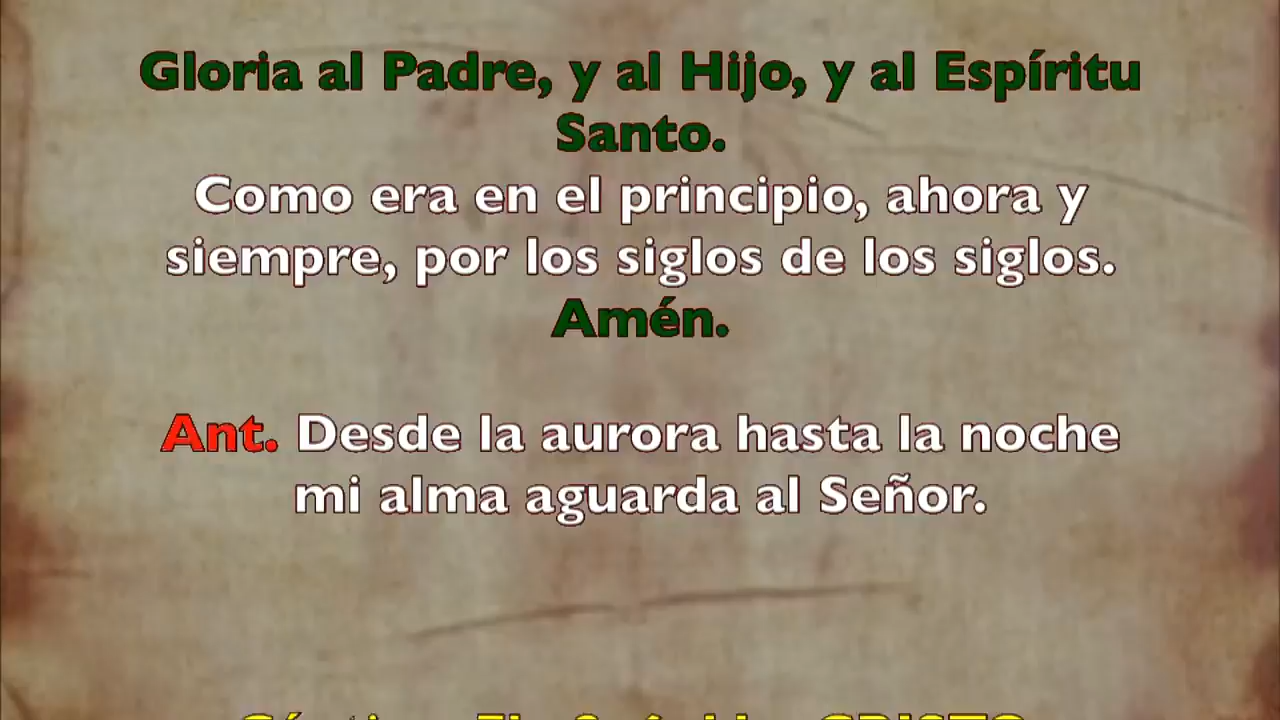 Gloria al Padre, y al Hijo, y al Espíritu
Santo.
Como era en el principio, ahora y
siempre, por los siglos de los siglos.
Amén.
Ant. Desde la aurora hasta la noche
mi alma aguarda al Señor.